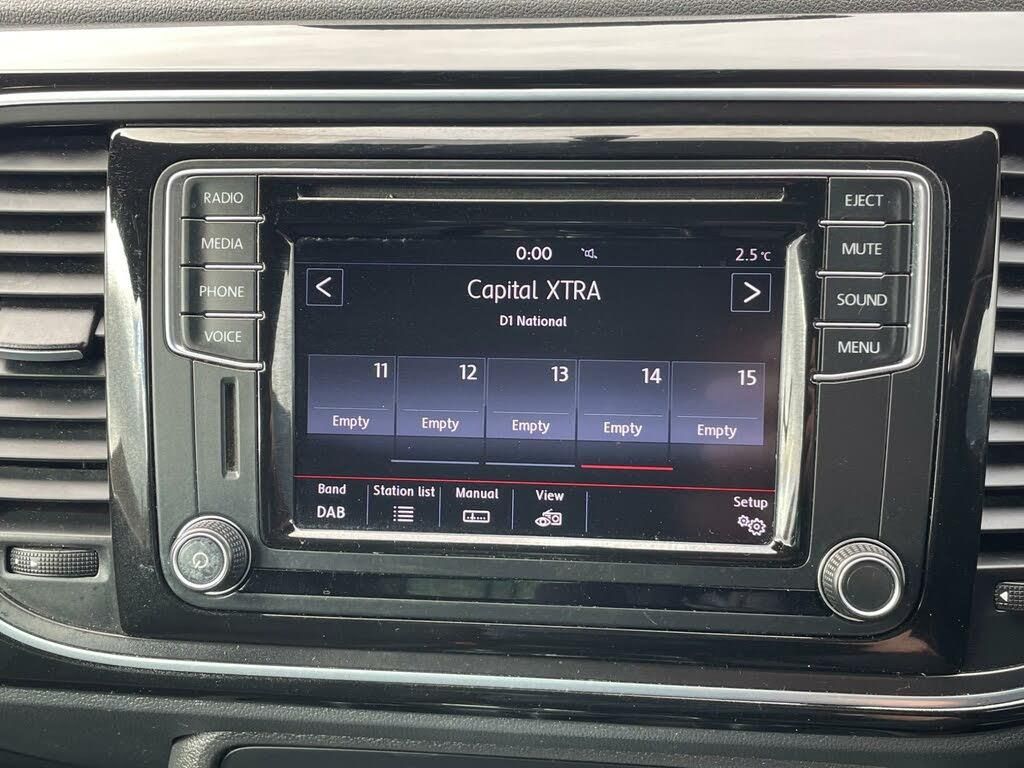 RADIO
MEDIA
PHONE
VOICE
EJECT
MUTE
SOUND
MENU
0:00
2.5°C
<
Capital XTRA
>
D1 National
11
12
13
14
15
Empty
Empty
Empty
Empty
Empty
Band
DAB
Station list
Manual
View
Setup